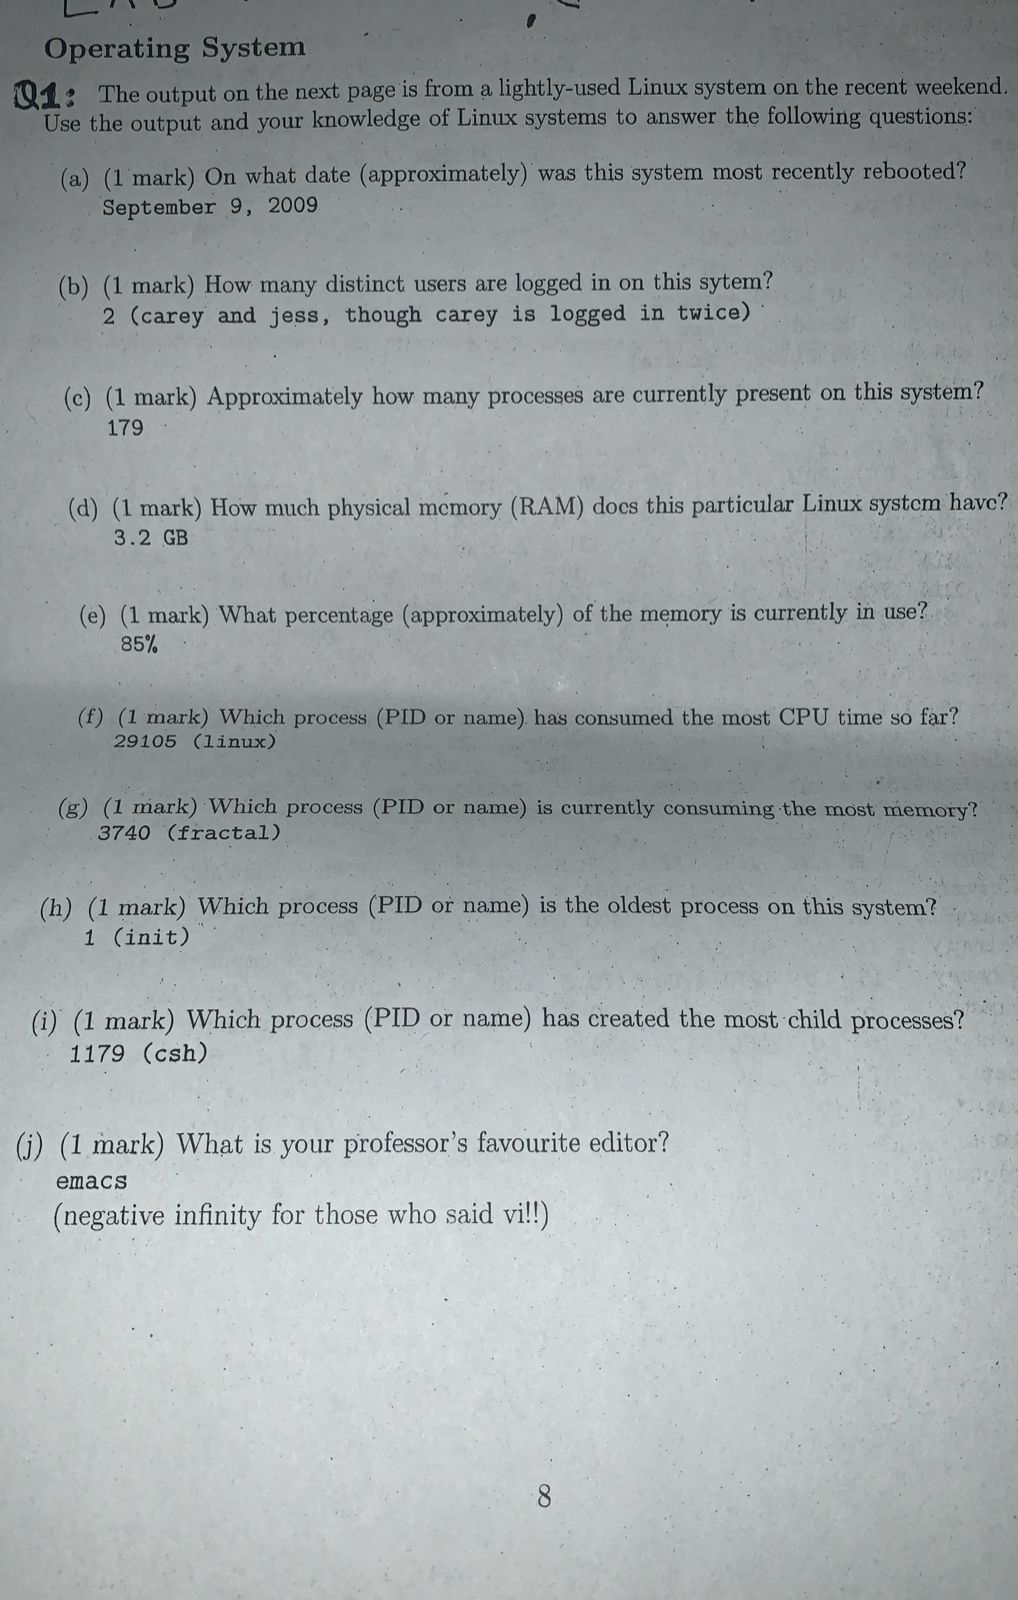 Operating System
Q1: The output on the next page is from a lightly-used Linux system on the recent weekend.
Use the output and your knowledge of Linux systems to answer the following questions:
(a) (1 mark) On what date (approximately) was this system most recently rebooted?
September 9, 2009
(b) (1 mark) How many distinct users are logged in on this sytem?
2 (carey and jess, though carey is logged in twice)
(c) (1 mark) Approximately how many processes are currently present on this system?
179
(d) (1 mark) How much physical memory (RAM) does this particular Linux system have?
3.2 GB
(e) (1 mark) What percentage (approximately) of the memory is currently in use?
85%
(f) (1 mark) Which process (PID or name) has consumed the most CPU time so far?
29105 (linux)
(g) (1 mark) Which process (PID or name) is currently consuming the most memory?
3740 (fractal)
(h) (1 mark) Which process (PID or name) is the oldest process on this system?
1 (init)
(i) (1 mark) Which process (PID or name) has created the most child processes?
1179 (csh)
(j) (1 mark) What is your professor's favourite editor?
emacs
(negative infinity for those who said vi!!)
8